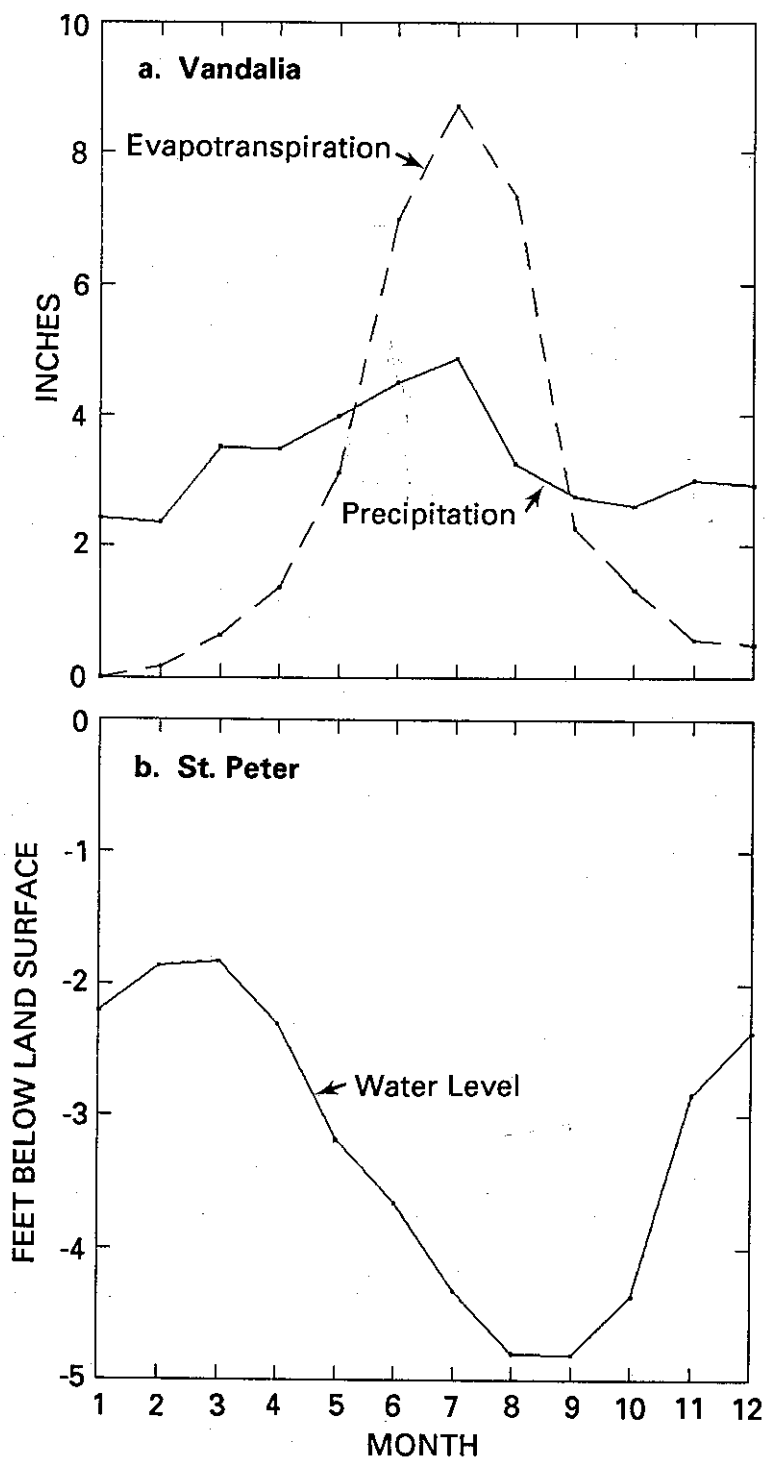 10
a. Vandalia
Evapotranspiration
8
6
INCHES
4
Precipitation
2
0
0
b. St. Peter
-1
-2
FEET BELOW LAND SURFACE
Water Level
-3
-4
-5
1 2 3 4 5 6 7 8 9 10 11 12
MONTH